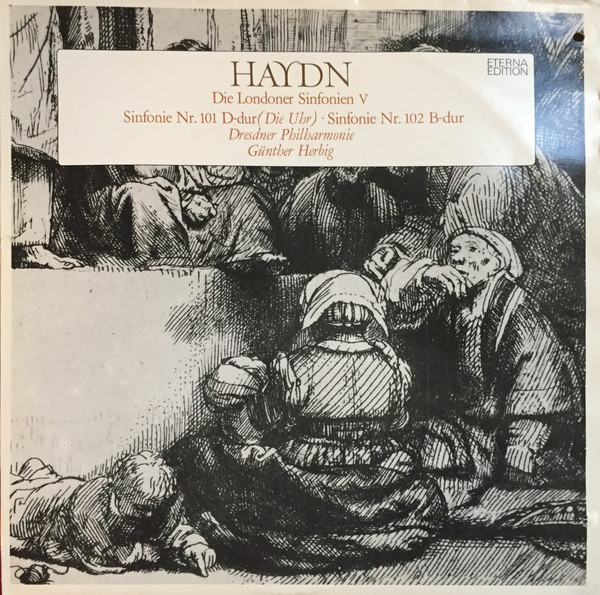 HAYDN
Die Londoner Sinfonien V
Sinfonie Nr. 101 D-dur (Die Uhr) · Sinfonie Nr. 102 B-dur
Dresdner Philharmonie
Günther Herbig
ETERNA
EDITION